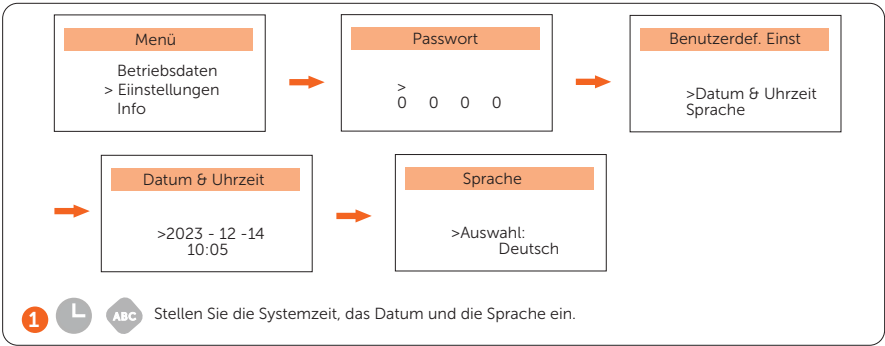 Menü
Betriebsdaten
> Eiinstellungen
Info
Passwort
>
0 0 0 0
Benutzerdef. Einst
>Datum & Uhrzeit
Sprache
Datum & Uhrzeit
>2023 - 12 -14
10:05
Sprache
>Auswahl:
Deutsch
1 ABC Stellen Sie die Systemzeit, das Datum und die Sprache ein.